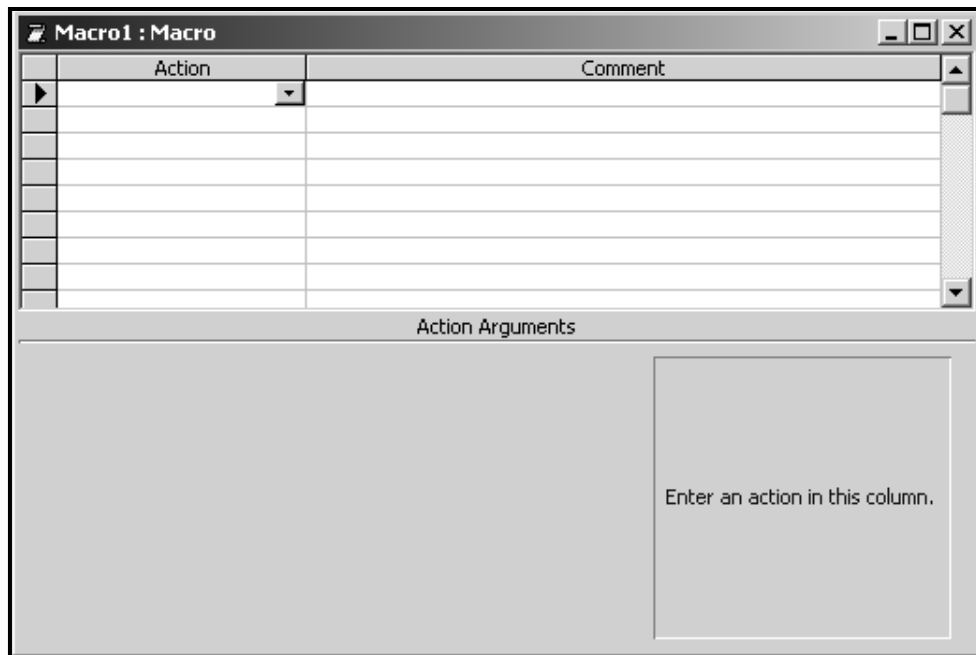 Macro1 : Macro
Action Comment
Action Arguments
Enter an action in this column.